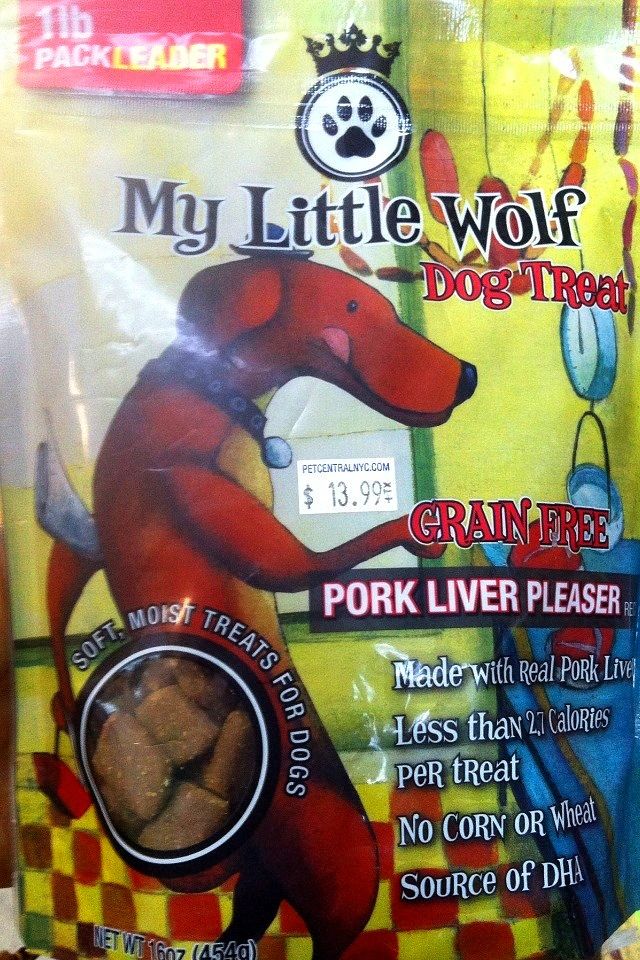 1lb
PACKLEADER
My Little Wolf
Dog Treat
PETCENTRALNYC.COM
$ 13.99
GRAIN FREE
PORK LIVER PLEASER
SOFT, MOIST TREATS FOR DOGS
Made with Real Pork Live
Less than 2.7 Calories
per treat
No Corn or Wheat
Source of DHA
NET WT 16oz (454g)